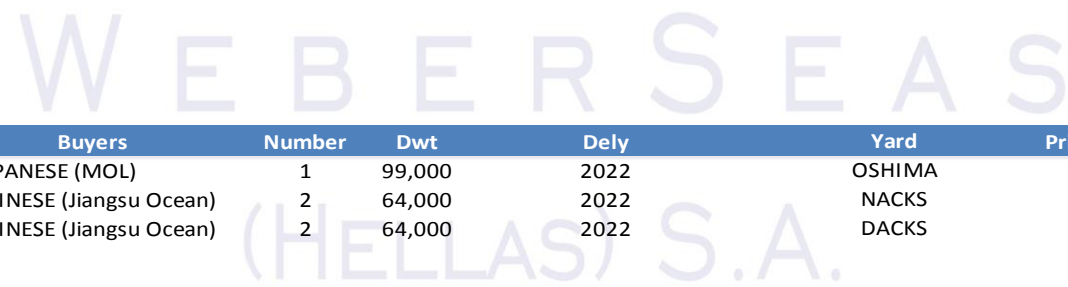 WEBERSEAS
Buyers Number Dwt Dely Yard Pr
PANESE (MOL) 1 99,000 2022 OSHIMA
INESE (Jiangsu Ocean) 2 64,000 2022 NACKS
INESE (Jiangsu Ocean) 2 64,000 2022 DACKS
(HELLAS) S.A.